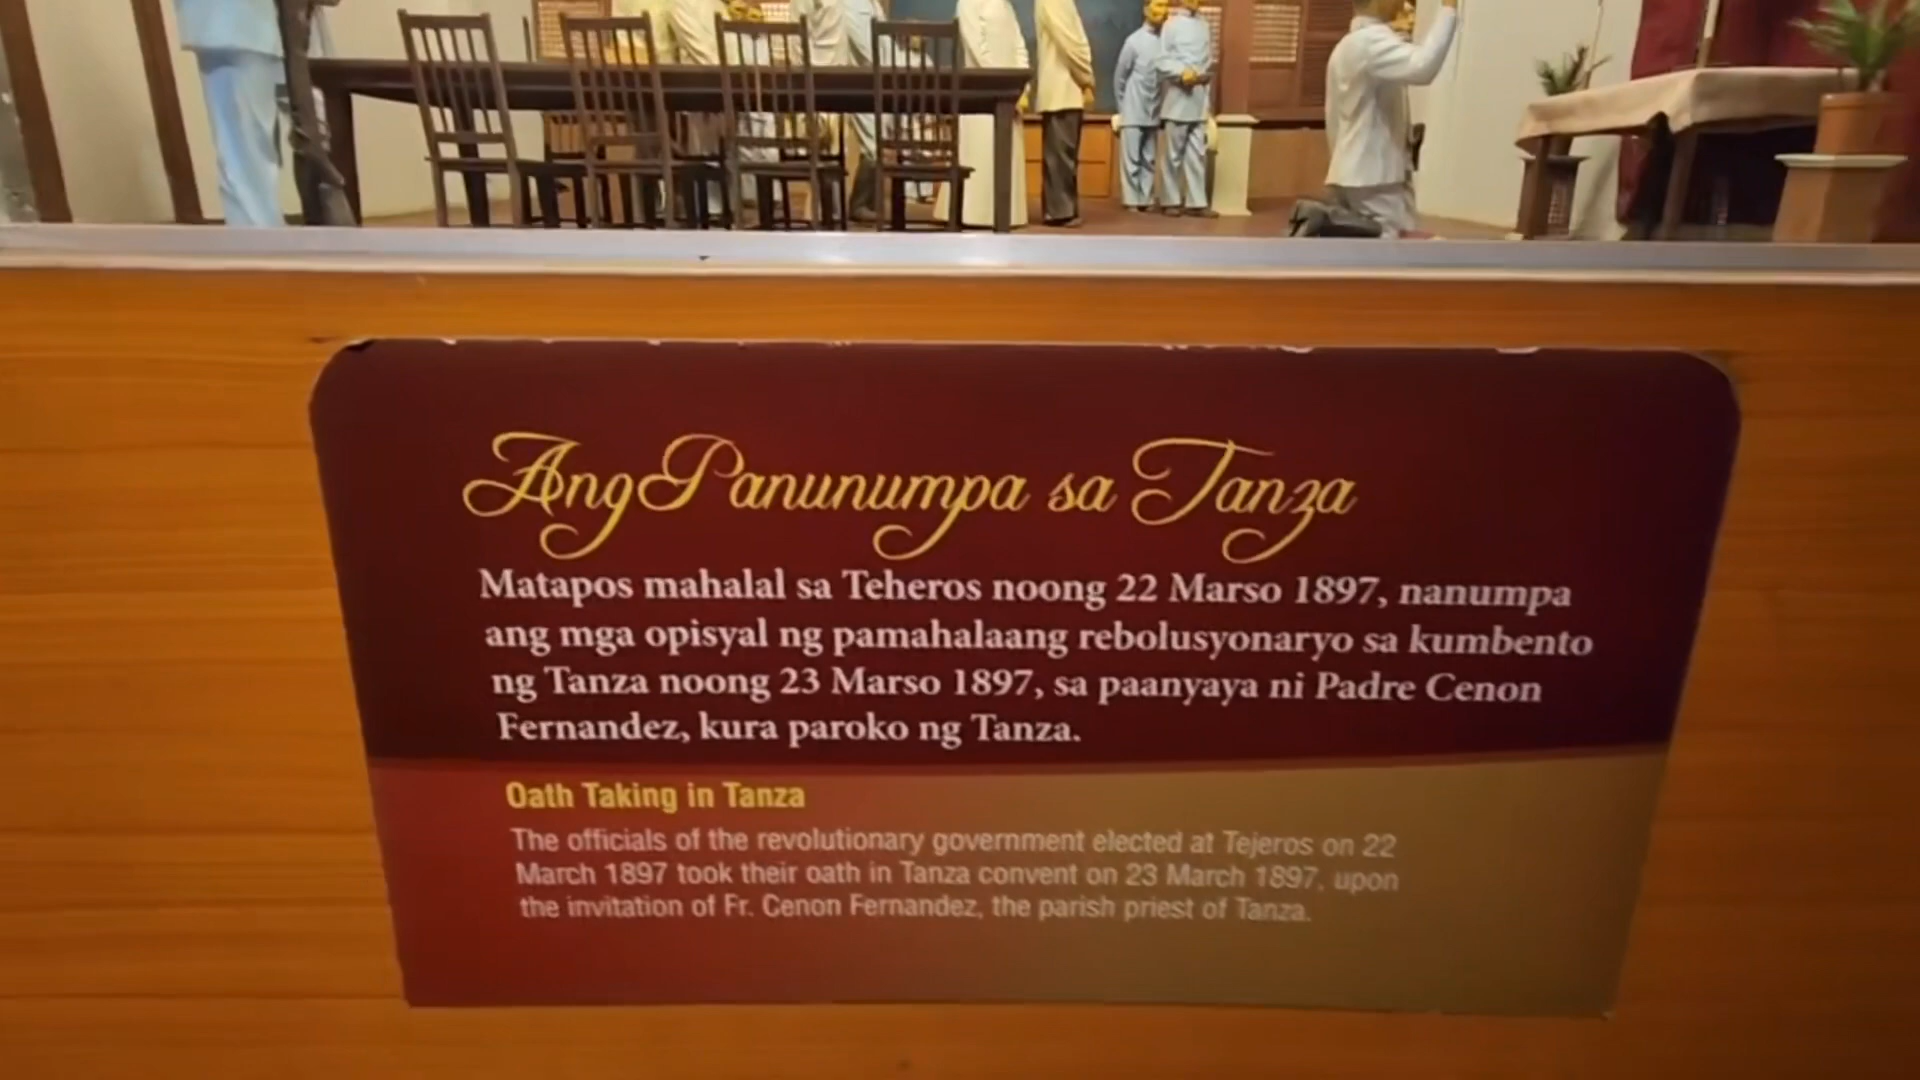 Ang Panunumpa sa Tanza
Matapos mahalal sa Teheros noong 22 Marso 1897, nanumpa
ang mga opisyal ng pamahalaang rebolusyonaryo sa kumbento
ng Tanza noong 23 Marso 1897, sa paanyaya ni Padre Cenon
Fernandez, kura paroko ng Tanza.
Oath Taking in Tanza
The officials of the revolutionary government elected at Tejeros on 22
March 1897 took their oath in Tanza convent on 23 March 1897, upon
the invitation of Fr. Cenon Fernandez, the parish priest of Tanza.